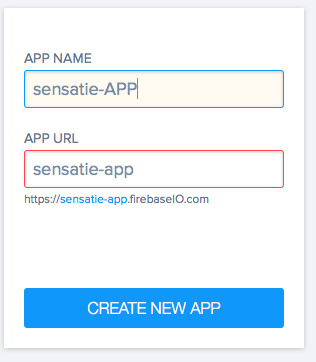 APP NAME
sensatie-APP
APP URL
sensatie-app
https://sensatie-app.firebaseIO.com
CREATE NEW APP